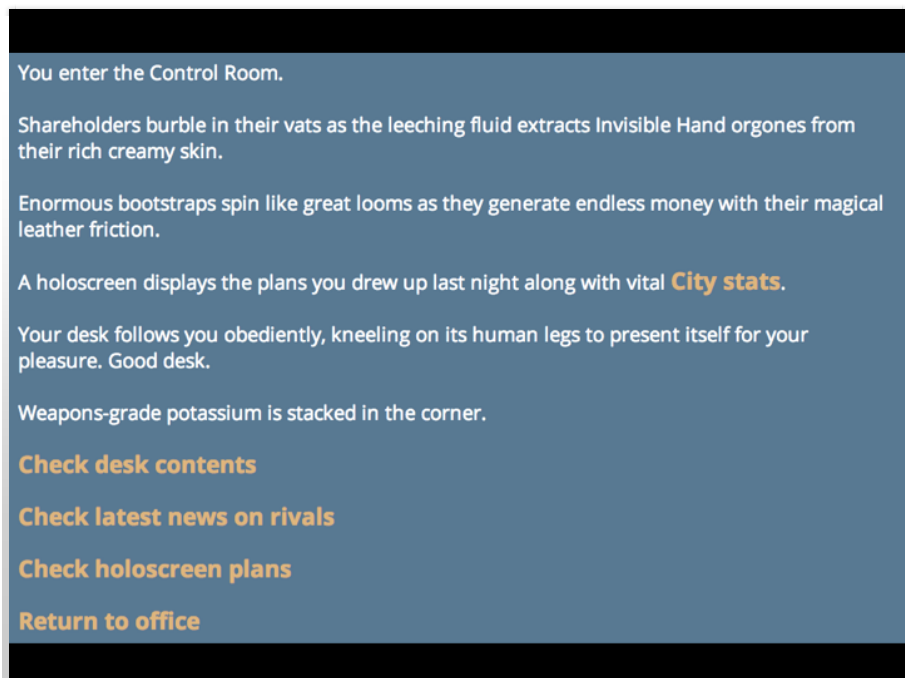 You enter the Control Room.
Shareholders burble in their vats as the leeching fluid extracts Invisible Hand orgones from
their rich creamy skin.
Enormous bootstraps spin like great looms as they generate endless money with their magical
leather friction.
A holoscreen displays the plans you drew up last night along with vital City stats.
Your desk follows you obediently, kneeling on its human legs to present itself for your
pleasure. Good desk.
Weapons-grade potassium is stacked in the corner.
Check desk contents
Check latest news on rivals
Check holoscreen plans
Return to office